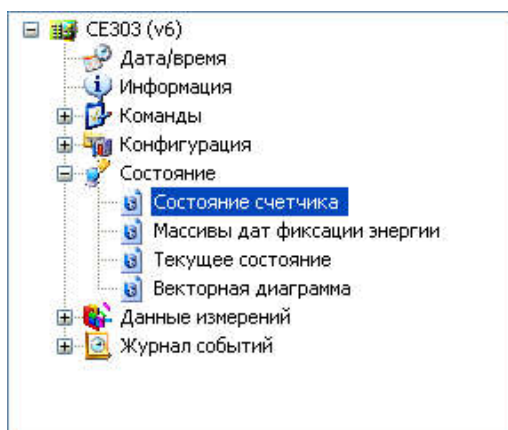 CE303 (v6)
Дата/время
Информация
Команды
Конфигурация
Состояние
Состояние счетчика
Массивы дат фиксации энергии
Текущее состояние
Векторная диаграмма
Данные измерений
Журнал событий